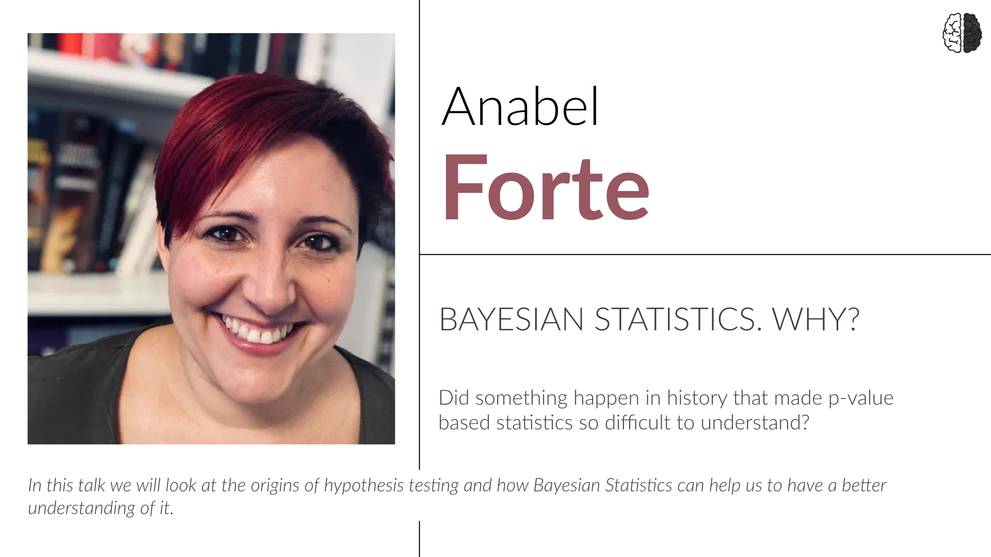 Anabel
Forte
BAYESIAN STATISTICS. WHY?
Did something happen in history that made p-value
based statistics so difficult to understand?
In this talk we will look at the origins of hypothesis testing and how Bayesian Statistics can help us to have a better
understanding of it.